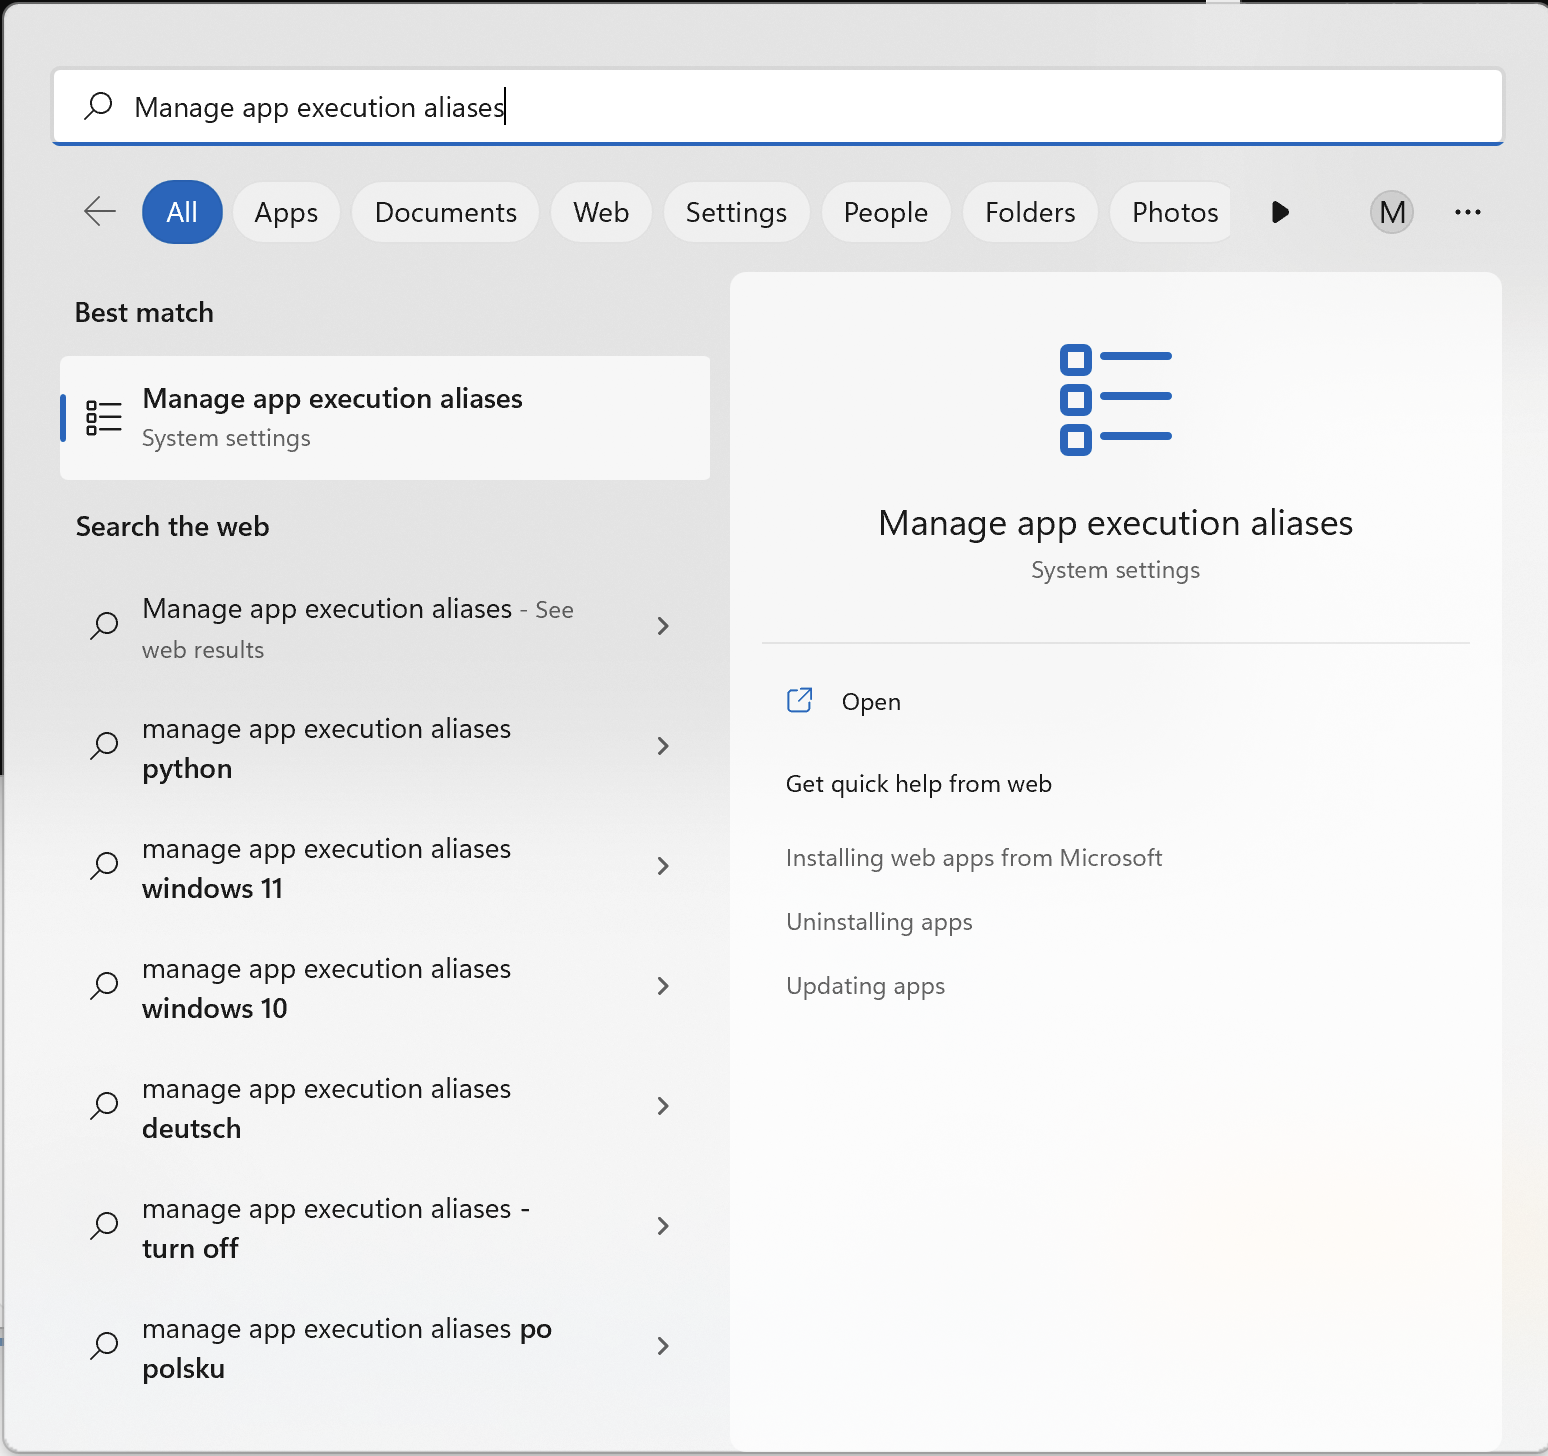 Manage app execution aliases
All Apps Documents Web Settings People Folders Photos M ...
Best match
Manage app execution aliases
System settings
Search the web
Manage app execution aliases - See
web results
manage app execution aliases
python
manage app execution aliases
windows 11
manage app execution aliases
windows 10
manage app execution aliases
deutsch
manage app execution aliases -
turn off
manage app execution aliases po
polsku
Manage app execution aliases
System settings
Open
Get quick help from web
Installing web apps from Microsoft
Uninstalling apps
Updating apps